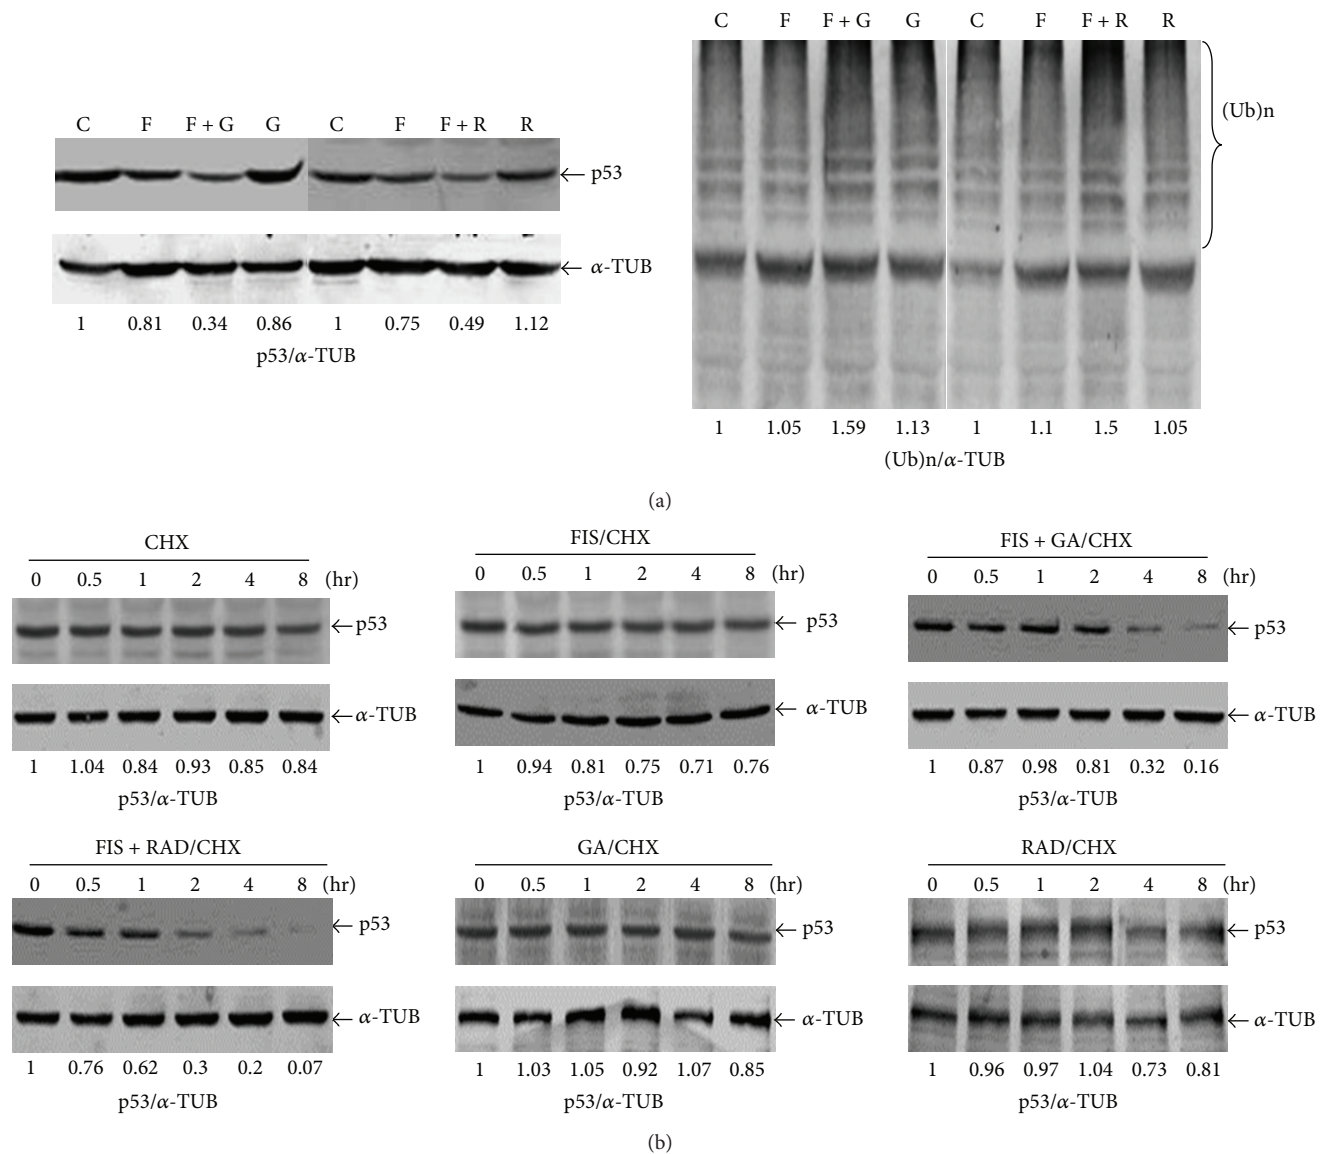 C F F + G G C F F + R R
p53
α-TUB
1 0.81 0.34 0.86 1 0.75 0.49 1.12
p53/α-TUB
C F F + G G C F F + R R
(Ub)n
1 1.05 1.59 1.13 1 1.1 1.5 1.05
(Ub)n/α-TUB
(a)
CHX
0 0.5 1 2 4 8 (hr)
p53
α-TUB
1 1.04 0.84 0.93 0.85 0.84
p53/α-TUB
FIS/CHX
0 0.5 1 2 4 8 (hr)
p53
α-TUB
1 0.94 0.81 0.75 0.71 0.76
p53/α-TUB
FIS + GA/CHX
0 0.5 1 2 4 8 (hr)
p53
α-TUB
1 0.87 0.98 0.81 0.32 0.16
p53/α-TUB
FIS + RAD/CHX
0 0.5 1 2 4 8 (hr)
p53
α-TUB
1 0.76 0.62 0.3 0.2 0.07
p53/α-TUB
GA/CHX
0 0.5 1 2 4 8 (hr)
p53
α-TUB
1 1.03 1.05 0.92 1.07 0.85
p53/α-TUB
RAD/CHX
0 0.5 1 2 4 8 (hr)
p53
α-TUB
1 0.96 0.97 1.04 0.73 0.81
p53/α-TUB
(b)